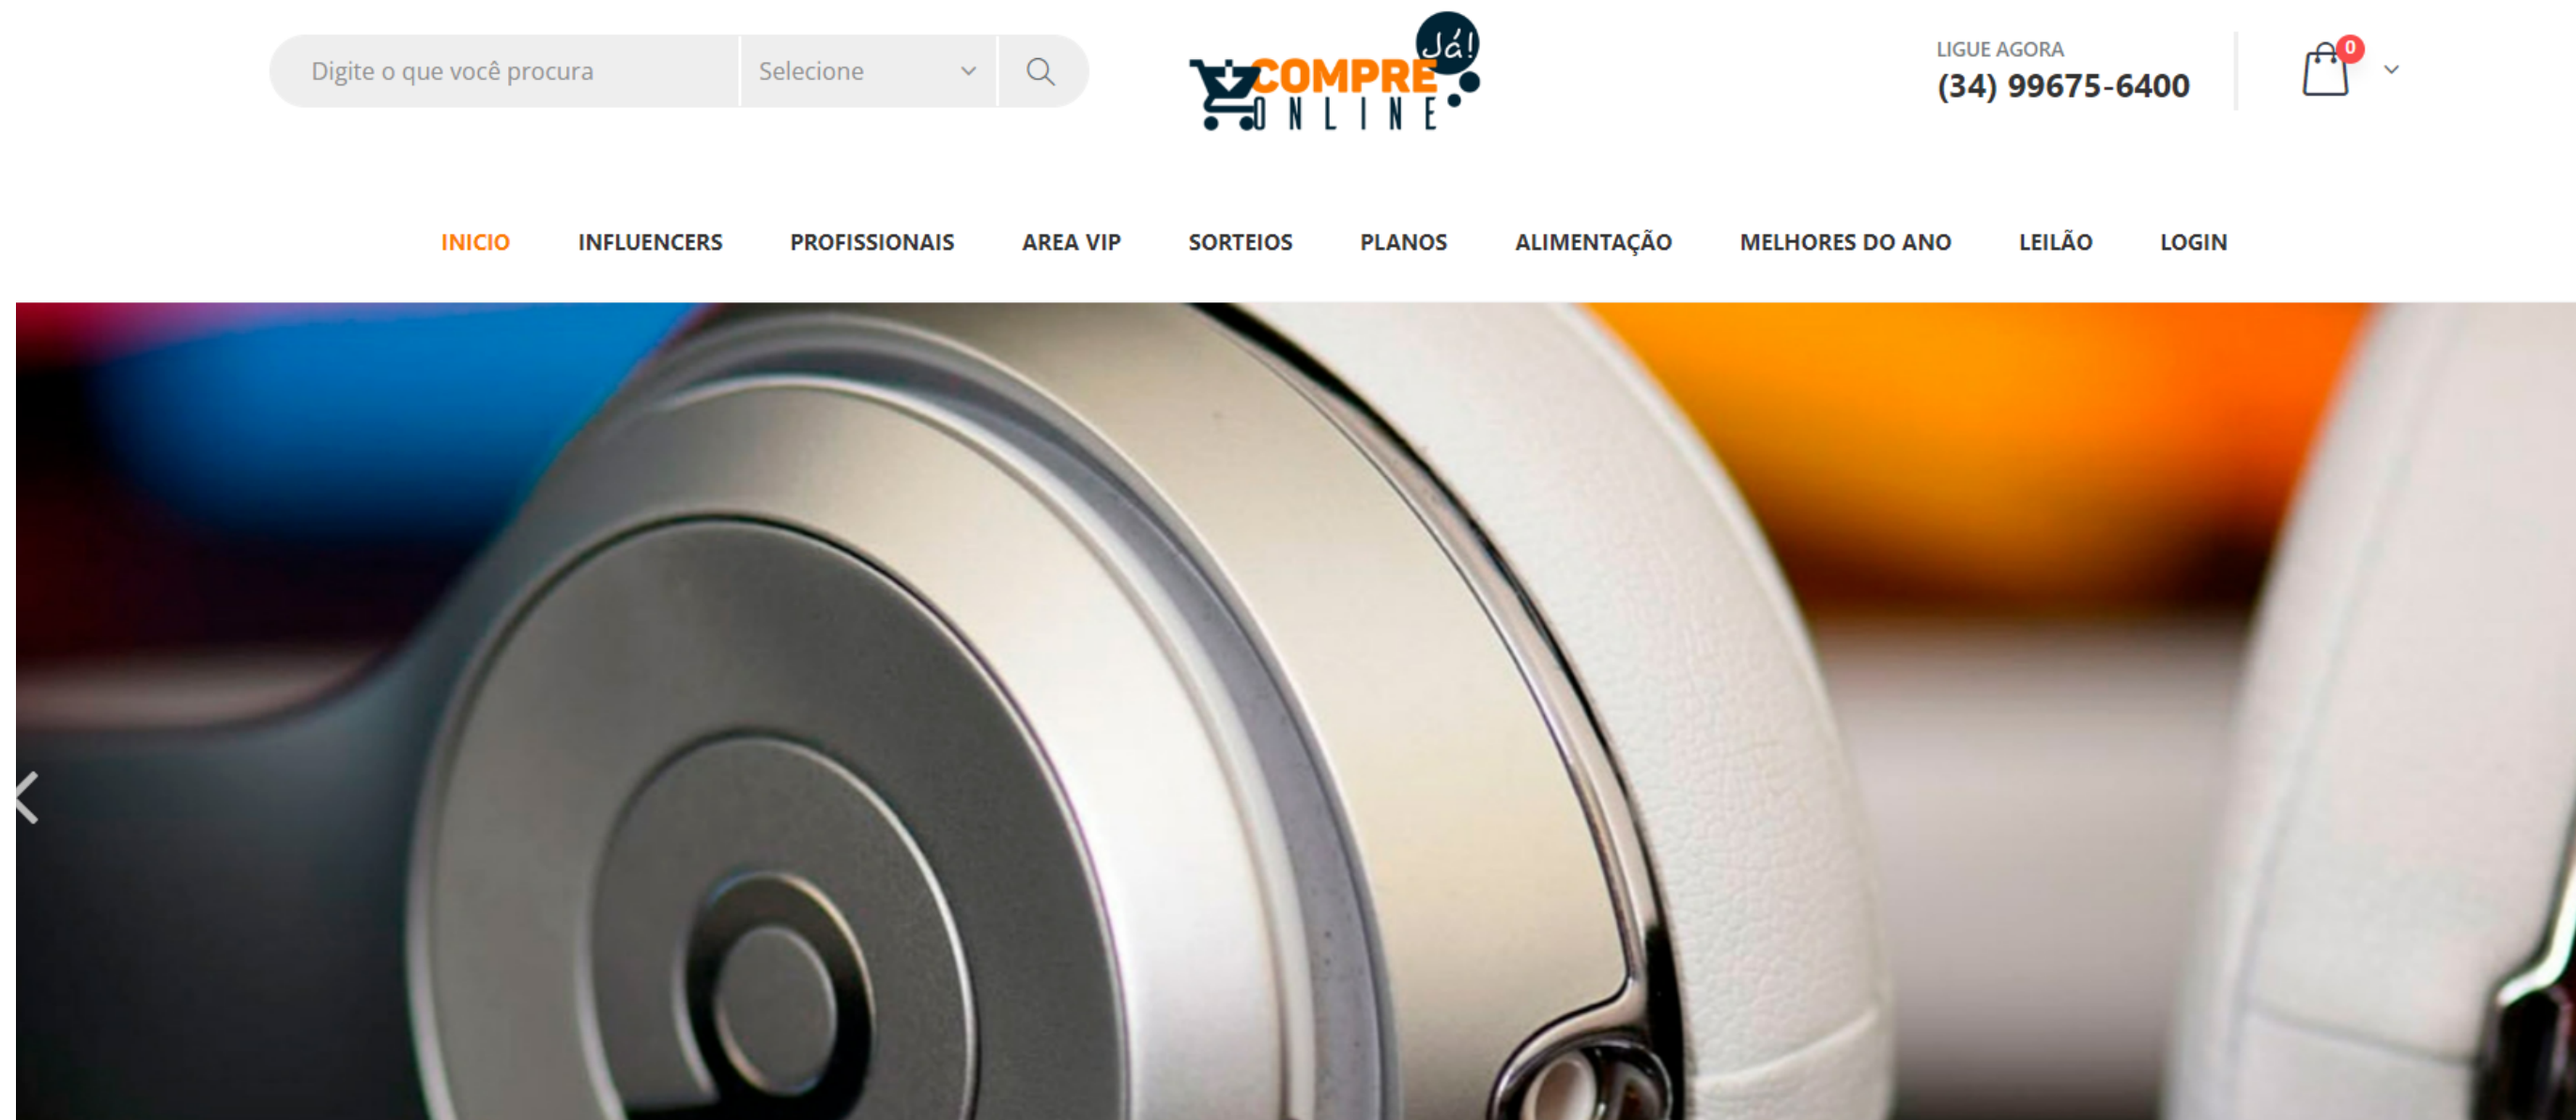 Digite o que você procura
Selecione
Já!
COMPRE
ONLINE
LIGUE AGORA
(34) 99675-6400
0
INICIO
INFLUENCERS
PROFISSIONAIS
AREA VIP
SORTEIOS
PLANOS
ALIMENTAÇÃO
MELHORES DO ANO
LEILÃO
LOGIN